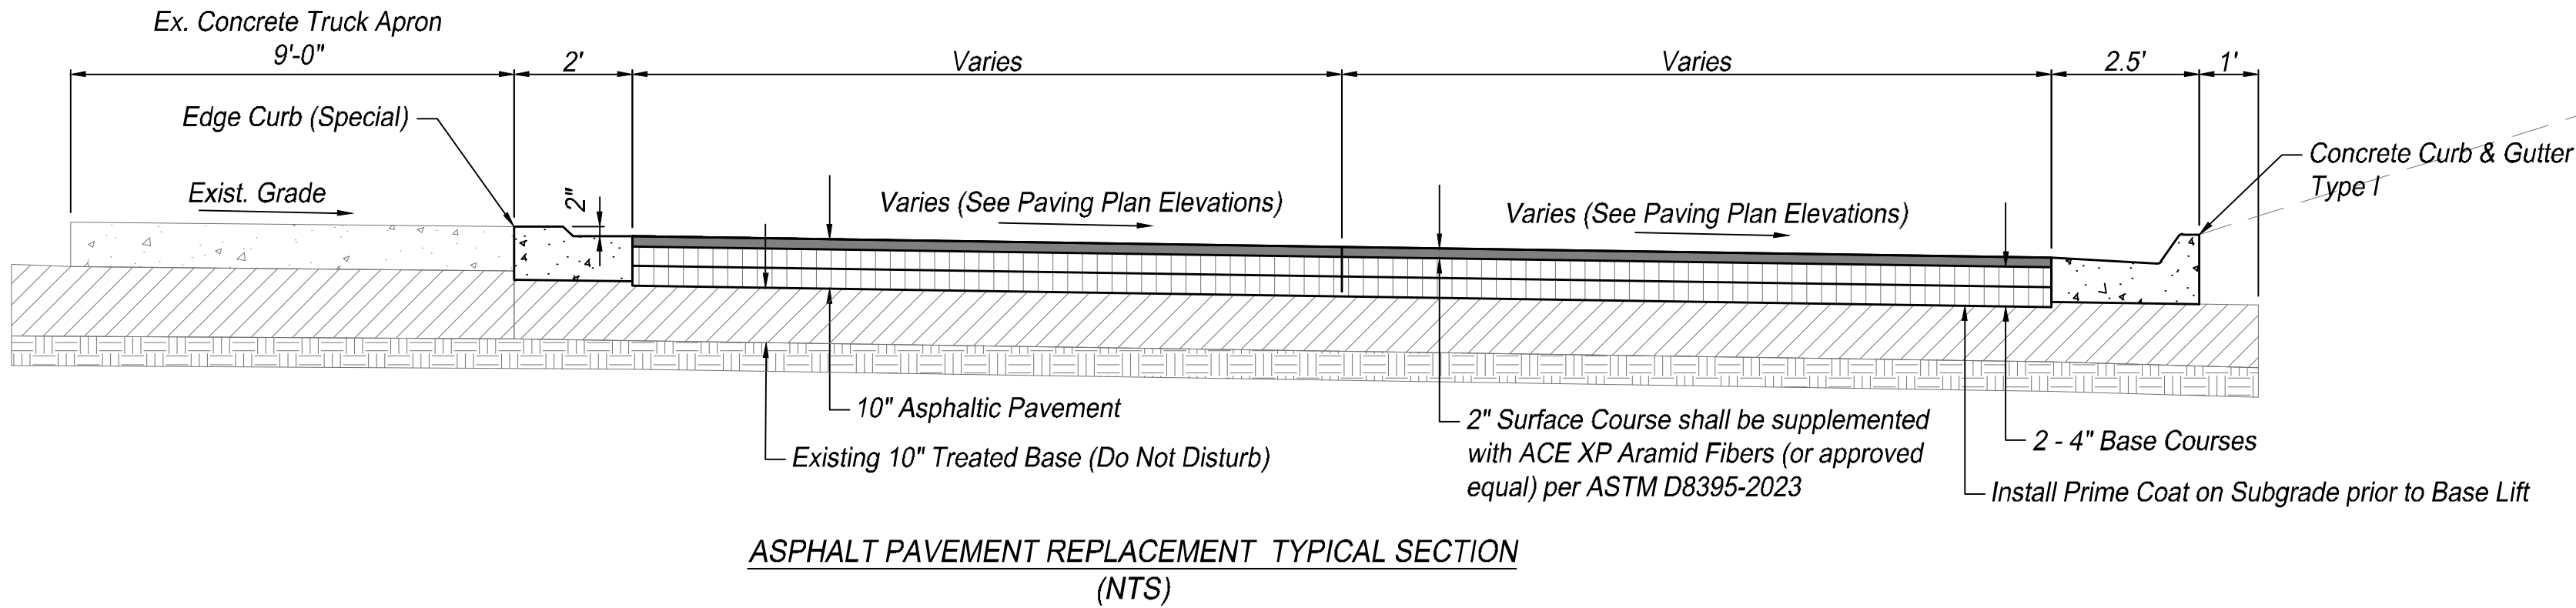 Ex. Concrete Truck Apron
9'-0"
2'
Varies
Varies
2.5'
1'
Edge Curb (Special)
2"
Exist. Grade
Varies (See Paving Plan Elevations)
Varies (See Paving Plan Elevations)
Concrete Curb & Gutter
Type I
10" Asphaltic Pavement
Existing 10" Treated Base (Do Not Disturb)
2" Surface Course shall be supplemented
with ACE XP Aramid Fibers (or approved
equal) per ASTM D8395-2023
2 - 4" Base Courses
Install Prime Coat on Subgrade prior to Base Lift
ASPHALT PAVEMENT REPLACEMENT TYPICAL SECTION
(NTS)